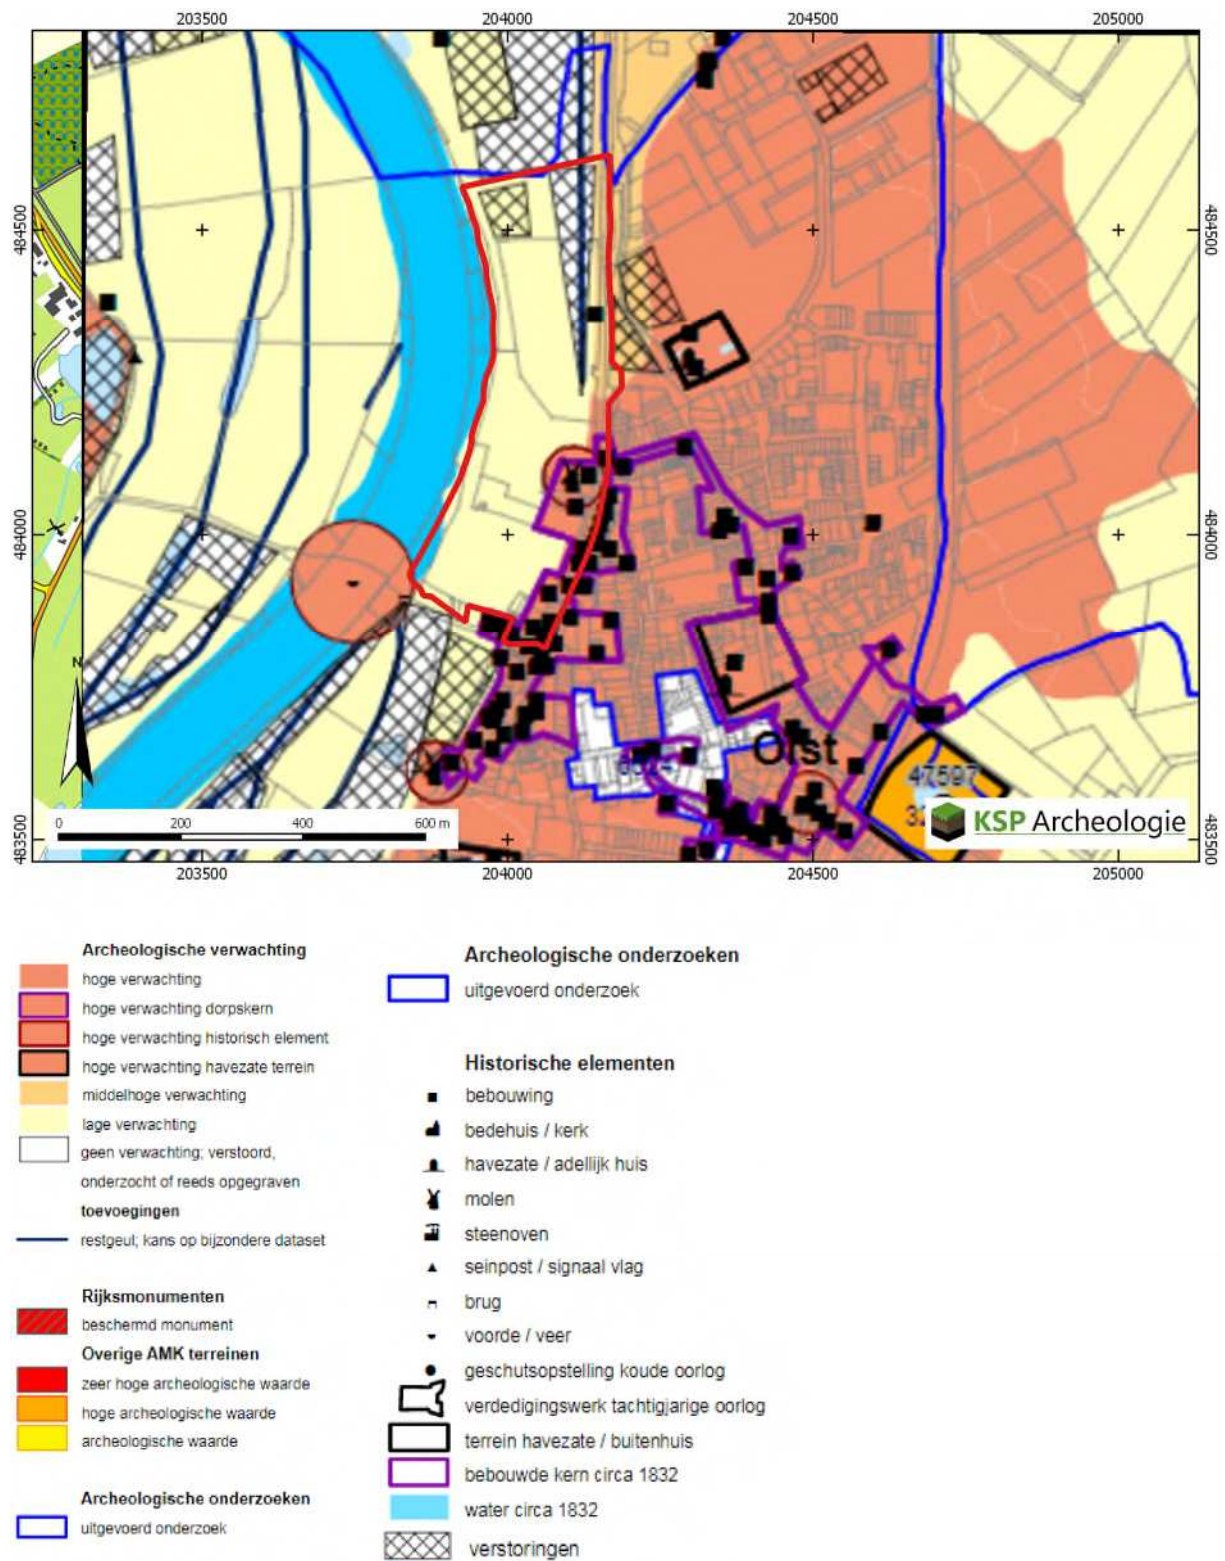 203500 204000 204500 205000
484500 484500
484000 484000
N
Olst
47597
0 200 400 600 m
KSP Archeologie
483500 483500
203500 204000 204500 205000
Archeologische verwachting
hoge verwachting
hoge verwachting dorpskern
hoge verwachting historisch element
hoge verwachting havezate terrein
middelhoge verwachting
lage verwachting
geen verwachting; verstoord,
onderzocht of reeds opgegraven
toevoegingen
restgeul; kans op bijzondere dataset
Rijksmonumenten
beschermd monument
Overige AMK terreinen
zeer hoge archeologische waarde
hoge archeologische waarde
archeologische waarde
Archeologische onderzoeken
uitgevoerd onderzoek
Archeologische onderzoeken
uitgevoerd onderzoek
Historische elementen
bebouwing
bedehuis / kerk
havezate / adellijk huis
molen
steenoven
seinpost / signaal vlag
brug
voorde / veer
geschutsopstelling koude oorlog
verdedigingswerk tachtigjarige oorlog
terrein havezate / buitenhuis
bebouwde kern circa 1832
water circa 1832
verstoringen